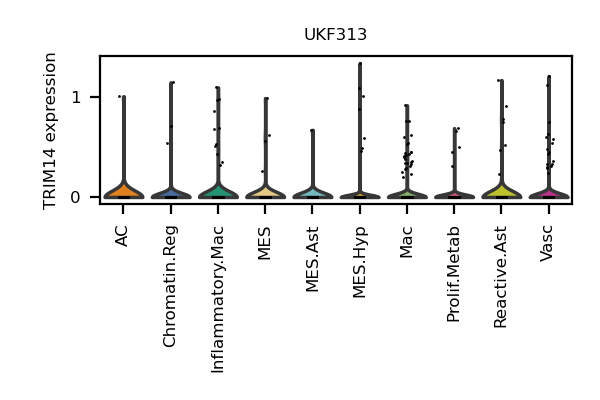 UKF313
TRIM14 expression
1
0
AC
Chromatin.Reg
Inflammatory.Mac
MES
MES.Ast
MES.Hyp
Mac
Prolif.Metab
Reactive.Ast
Vasc